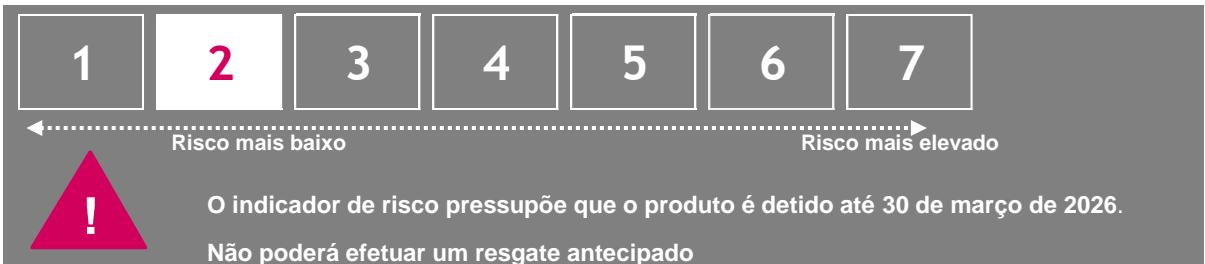 1 2 3 4 5 6 7
Risco mais baixo Risco mais elevado
! O indicador de risco pressupõe que o produto é detido até 30 de março de 2026.
Não poderá efetuar um resgate antecipado